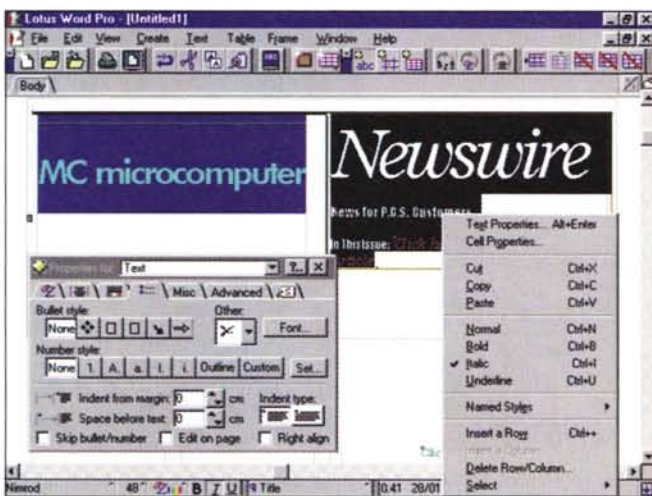 Lotus Word Pro - [Untitled1]
File Edit View Create Text Table Frame Window Help
abc
Body
MC microcomputer
Newswire
News for P.G.S. Customers
In This Issue: Click
Text Properties... Alt+Enter
Cell Properties...
Cut Ctrl+X
Copy Ctrl+C
Paste Ctrl+V
Normal Ctrl+N
Bold Ctrl+B
Italic Ctrl+I
Underline Ctrl+U
Named Styles
Insert a Row Ctrl++
Insert a Column
Delete Row/Column...
Select
Properties for: Text
?..
Misc Advanced
Bullet style: Other:
None Font...
Number style:
None 1. A. a. I. i. Outline Custom Set...
Indent from margin: 0 cm Indent type:
Space before text: 0 cm
Skip bullet/number Edit on page Right align
Nimrod 48 B I U Title 10.41 28/01